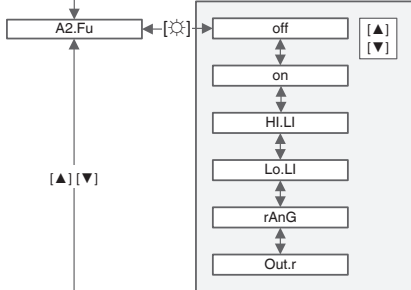 A2.Fu [☼] off [▲]
[▼]
on
HI.LI
Lo.LI
[▲] [▼]
rAnG
Out.r